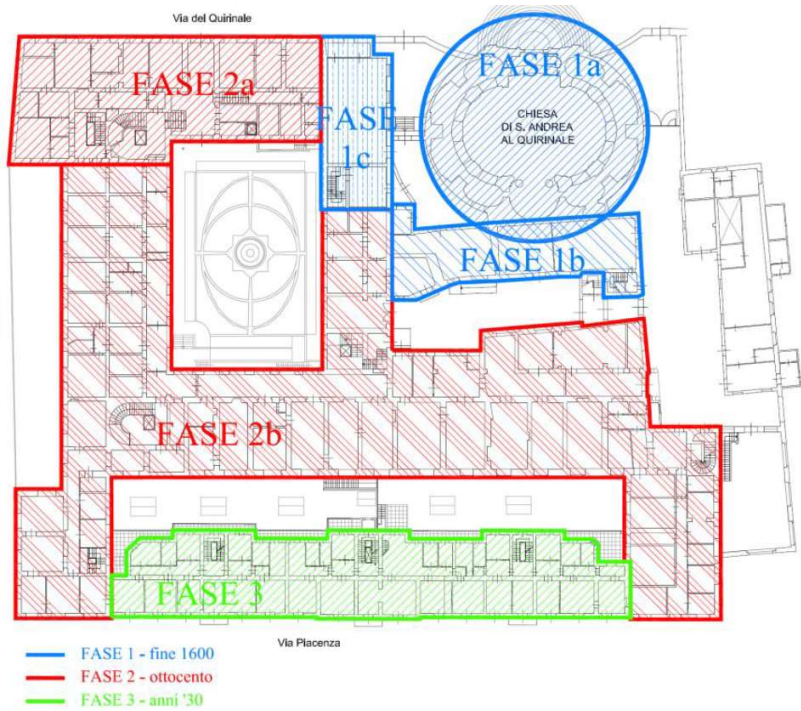 Via del Quirinale
FASE 2a
FASE 1a
CHIESA
DI S. ANDREA
AL QUIRINALE
FASE
1c
FASE 1b
FASE 2b
FASE 3
Via Piacenza
FASE 1 - fine 1600
FASE 2 - ottocento
FASE 3 - anni '30